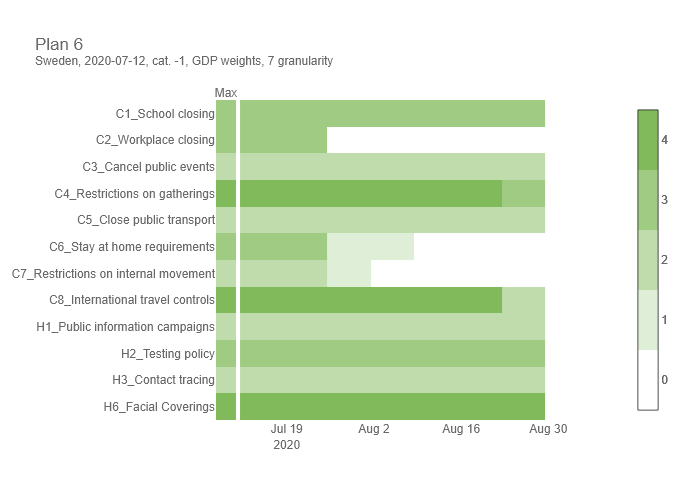 Plan 6
Sweden, 2020-07-12, cat. -1, GDP weights, 7 granularity
Max
C1_School closing
C2_Workplace closing
C3_Cancel public events
C4_Restrictions on gatherings
C5_Close public transport
C6_Stay at home requirements
C7_Restrictions on internal movement
C8_International travel controls
H1_Public information campaigns
H2_Testing policy
H3_Contact tracing
H6_Facial Coverings
Jul 19 Aug 2 Aug 16 Aug 30
2020
4
3
2
1
0